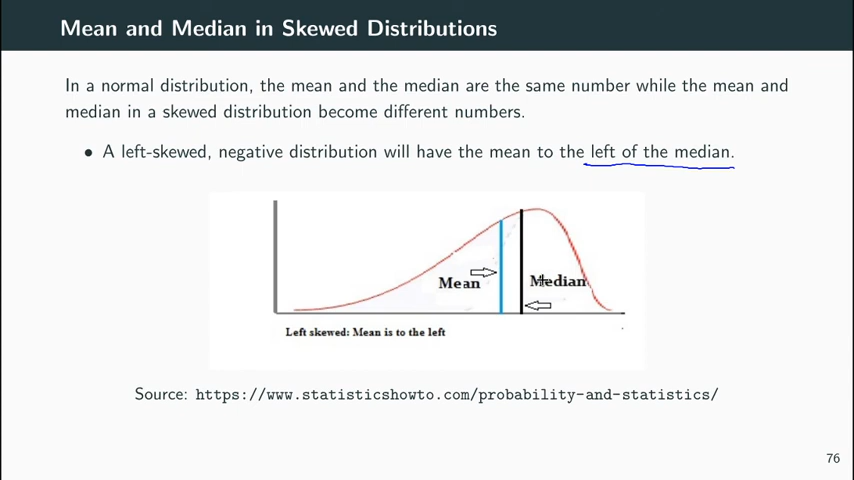 Mean and Median in Skewed Distributions
In a normal distribution, the mean and the median are the same number while the mean and
median in a skewed distribution become different numbers.
• A left-skewed, negative distribution will have the mean to the left of the median.
Mean
Median
Left skewed: Mean is to the left
Source: https://www.statisticshowto.com/probability-and-statistics/
76